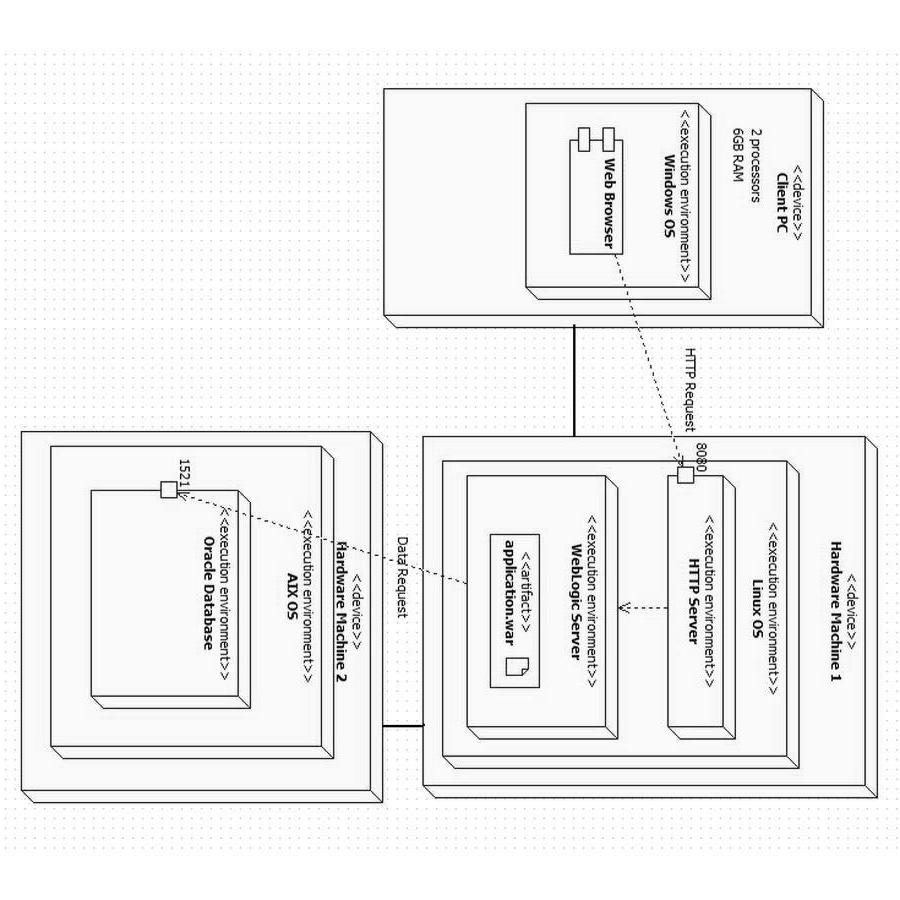 <<device>>
Client PC
2 processors
6GB RAM
<<execution environment>>
Windows OS
Web Browser
HTTP Request
<<device>>
Hardware Machine 1
<<execution environment>>
Linux OS
8080
<<execution environment>>
HTTP Server
<<execution environment>>
WebLogic Server
<<artifact>>
application.war
Data Request
<<device>>
Hardware Machine 2
<<execution environment>>
AIX OS
1521
<<execution environment>>
Oracle Database